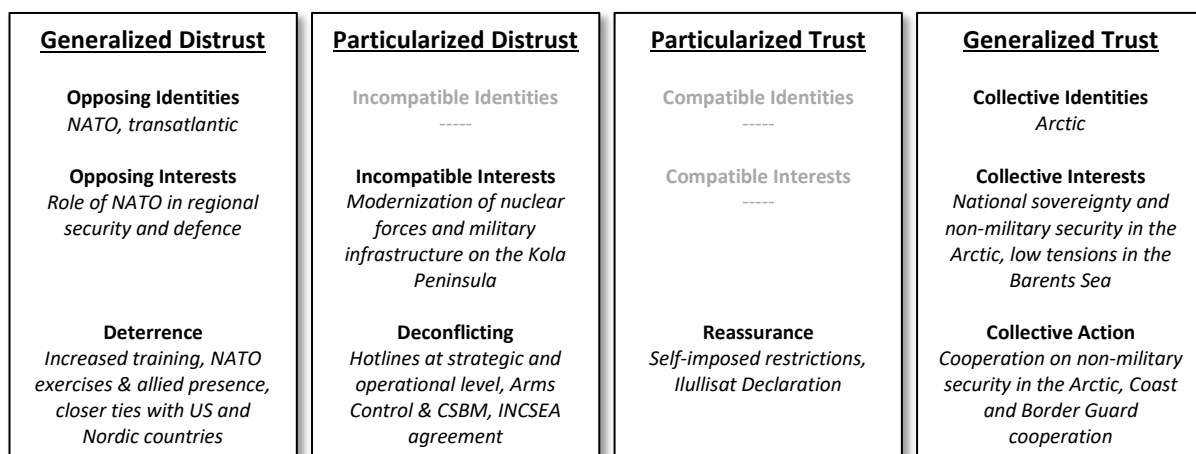 Generalized Distrust
Opposing Identities
NATO, transatlantic
Opposing Interests
Role of NATO in regional
security and defence
Deterrence
Increased training, NATO
exercises & allied presence,
closer ties with US and
Nordic countries
Particularized Distrust
Incompatible Identities
-----
Incompatible Interests
Modernization of nuclear
forces and military
infrastructure on the Kola
Peninsula
Deconflicting
Hotlines at strategic and
operational level, Arms
Control & CSBM, INCSEA
agreement
Particularized Trust
Compatible Identities
-----
Compatible Interests
-----
Reassurance
Self-imposed restrictions,
Ilullisat Declaration
Generalized Trust
Collective Identities
Arctic
Collective Interests
National sovereignty and
non-military security in the
Arctic, low tensions in the
Barents Sea
Collective Action
Cooperation on non-military
security in the Arctic, Coast
and Border Guard
cooperation